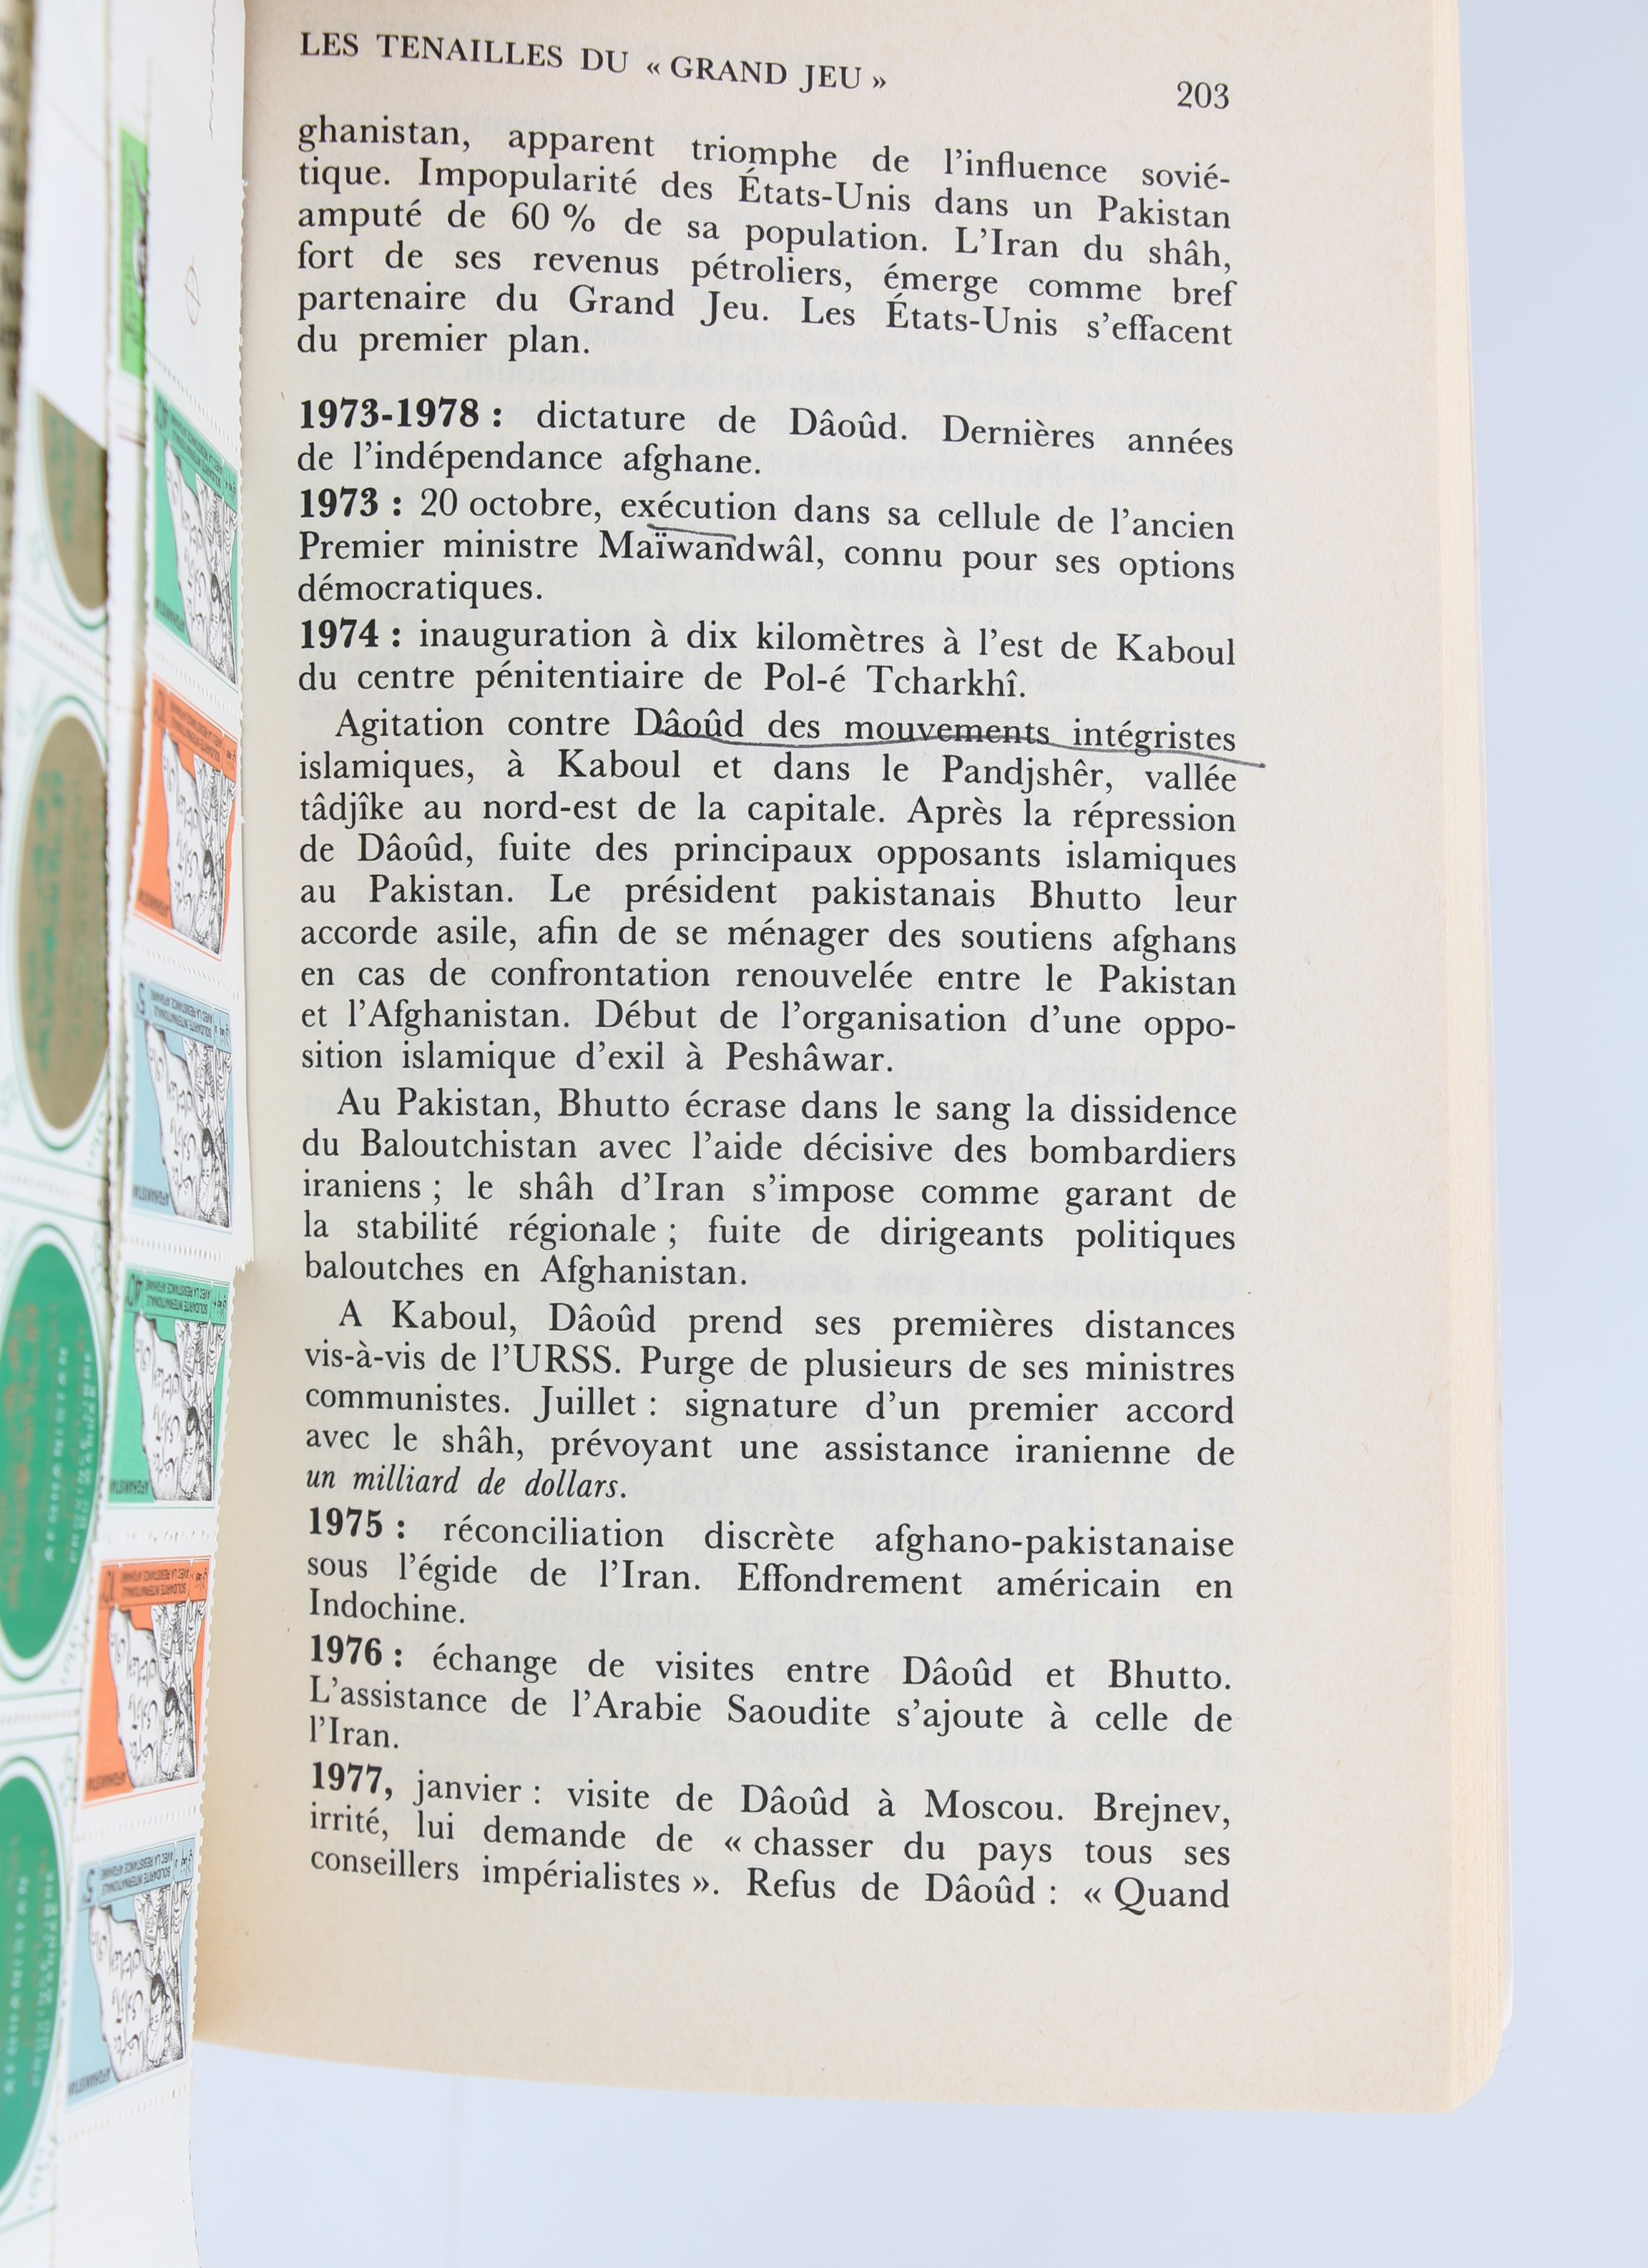 LES TENAILLES DU « GRAND JEU »
203
ghanistan, apparent triomphe de l'influence sovié-
tique. Impopularité des États-Unis dans un Pakistan
amputé de 60 % de sa population. L'Iran du shâh,
fort de ses revenus pétroliers, émerge comme bref
partenaire du Grand Jeu. Les États-Unis s'effacent
du premier plan.
1973-1978 : dictature de Dâoûd. Dernières années
de l'indépendance afghane.
1973 : 20 octobre, exécution dans sa cellule de l'ancien
Premier ministre Maïwandwâl, connu pour ses options
démocratiques.
1974 : inauguration à dix kilomètres à l'est de Kaboul
du centre pénitentiaire de Pol-é Tcharkhî.
Agitation contre Dâoûd des mouvements intégristes
islamiques, à Kaboul et dans le Pandjshêr, vallée
tâdjîke au nord-est de la capitale. Après la répression
de Dâoûd, fuite des principaux opposants islamiques
au Pakistan. Le président pakistanais Bhutto leur
accorde asile, afin de se ménager des soutiens afghans
en cas de confrontation renouvelée entre le Pakistan
et l'Afghanistan. Début de l'organisation d'une oppo-
sition islamique d'exil à Peshâwar.
Au Pakistan, Bhutto écrase dans le sang la dissidence
du Baloutchistan avec l'aide décisive des bombardiers
iraniens ; le shâh d'Iran s'impose comme garant de
la stabilité régionale ; fuite de dirigeants politiques
baloutches en Afghanistan.
A Kaboul, Dâoûd prend ses premières distances
vis-à-vis de l'URSS. Purge de plusieurs de ses ministres
communistes. Juillet : signature d'un premier accord
avec le shâh, prévoyant une assistance iranienne de
un milliard de dollars.
1975 : réconciliation discrète afghano-pakistanaise
sous l'égide de l'Iran. Effondrement américain en
Indochine.
1976 : échange de visites entre Dâoûd et Bhutto.
L'assistance de l'Arabie Saoudite s'ajoute à celle de
l'Iran.
1977, janvier : visite de Dâoûd à Moscou. Brejnev,
irrité, lui demande de « chasser du pays tous ses
conseillers impérialistes ». Refus de Dâoûd : « Quand